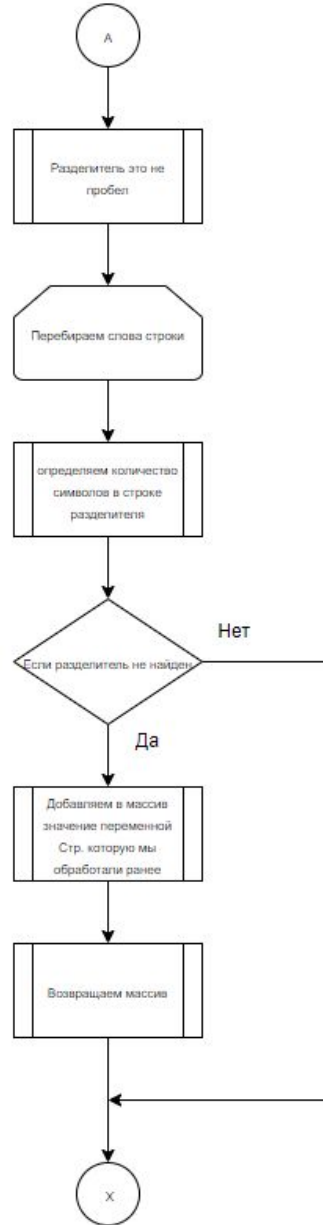 А
Разделитель это не
пробел
Перебираем слова строки
определяем количество
символов в строке
разделителя
Если разделитель не найден
Нет
Да
Добавляем в массив
значение переменной
Стр. которую мы
обработали ранее
Возвращаем массив
Х